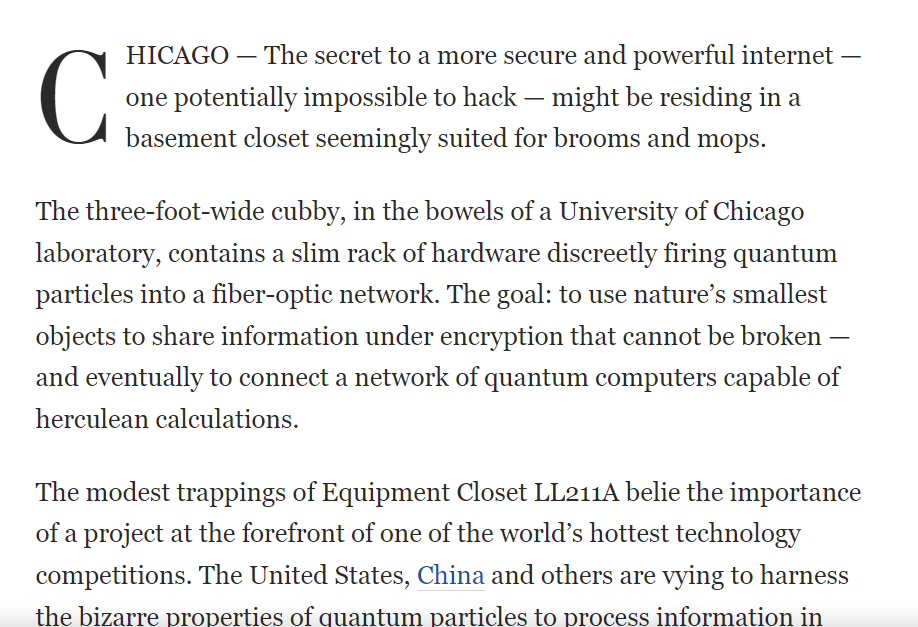 CHICAGO — The secret to a more secure and powerful internet —
one potentially impossible to hack — might be residing in a
basement closet seemingly suited for brooms and mops.
The three-foot-wide cubby, in the bowels of a University of Chicago
laboratory, contains a slim rack of hardware discreetly firing quantum
particles into a fiber-optic network. The goal: to use nature’s smallest
objects to share information under encryption that cannot be broken —
and eventually to connect a network of quantum computers capable of
herculean calculations.
The modest trappings of Equipment Closet LL211A belie the importance
of a project at the forefront of one of the world’s hottest technology
competitions. The United States, China and others are vying to harness
the bizarre properties of quantum particles to process information in